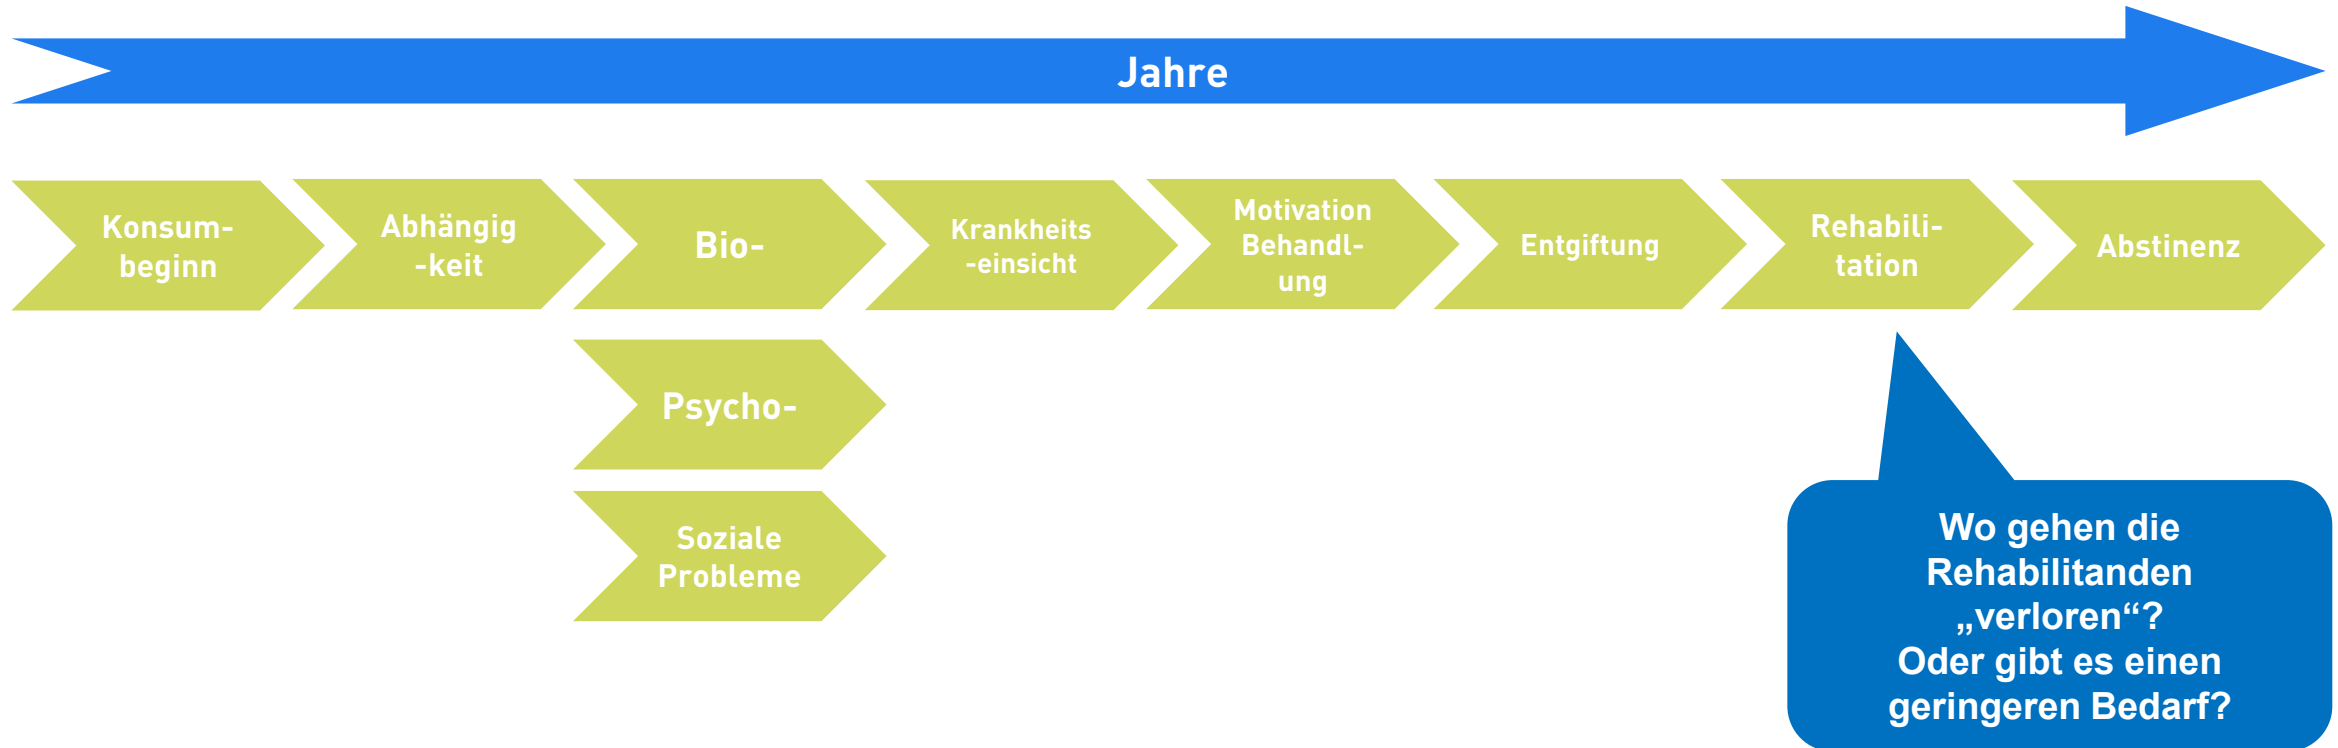 Jahre
Konsum-
beginn
Abhängig
-keit
Bio-
Krankheits
-einsicht
Motivation
Behandl-
ung
Entgiftung
Rehabili-
tation
Abstinenz
Psycho-
Soziale
Probleme
Wo gehen die
Rehabilitanden
„verloren“?
Oder gibt es einen
geringeren Bedarf?